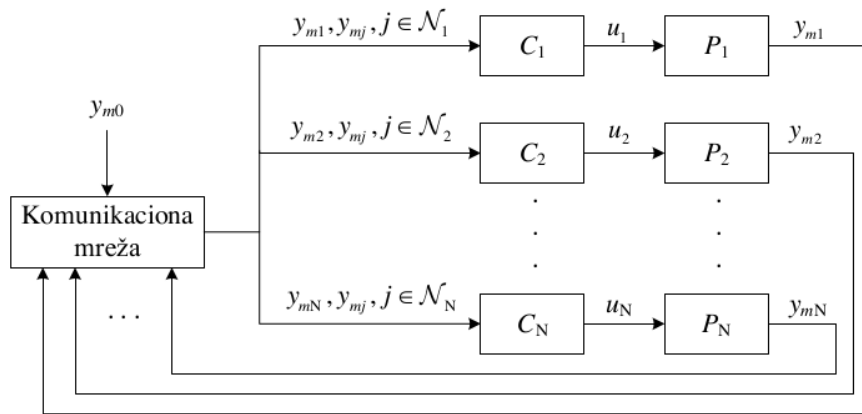 y_{m1}, y_{mj}, j ∈ 𝒩_1
C_1
u_1
P_1
y_{m1}
y_{m0}
y_{m2}, y_{mj}, j ∈ 𝒩_2
C_2
u_2
P_2
y_{m2}
Komunikaciona
mreža
. . .
y_{mN}, y_{mj}, j ∈ 𝒩_N
C_N
u_N
P_N
y_{mN}